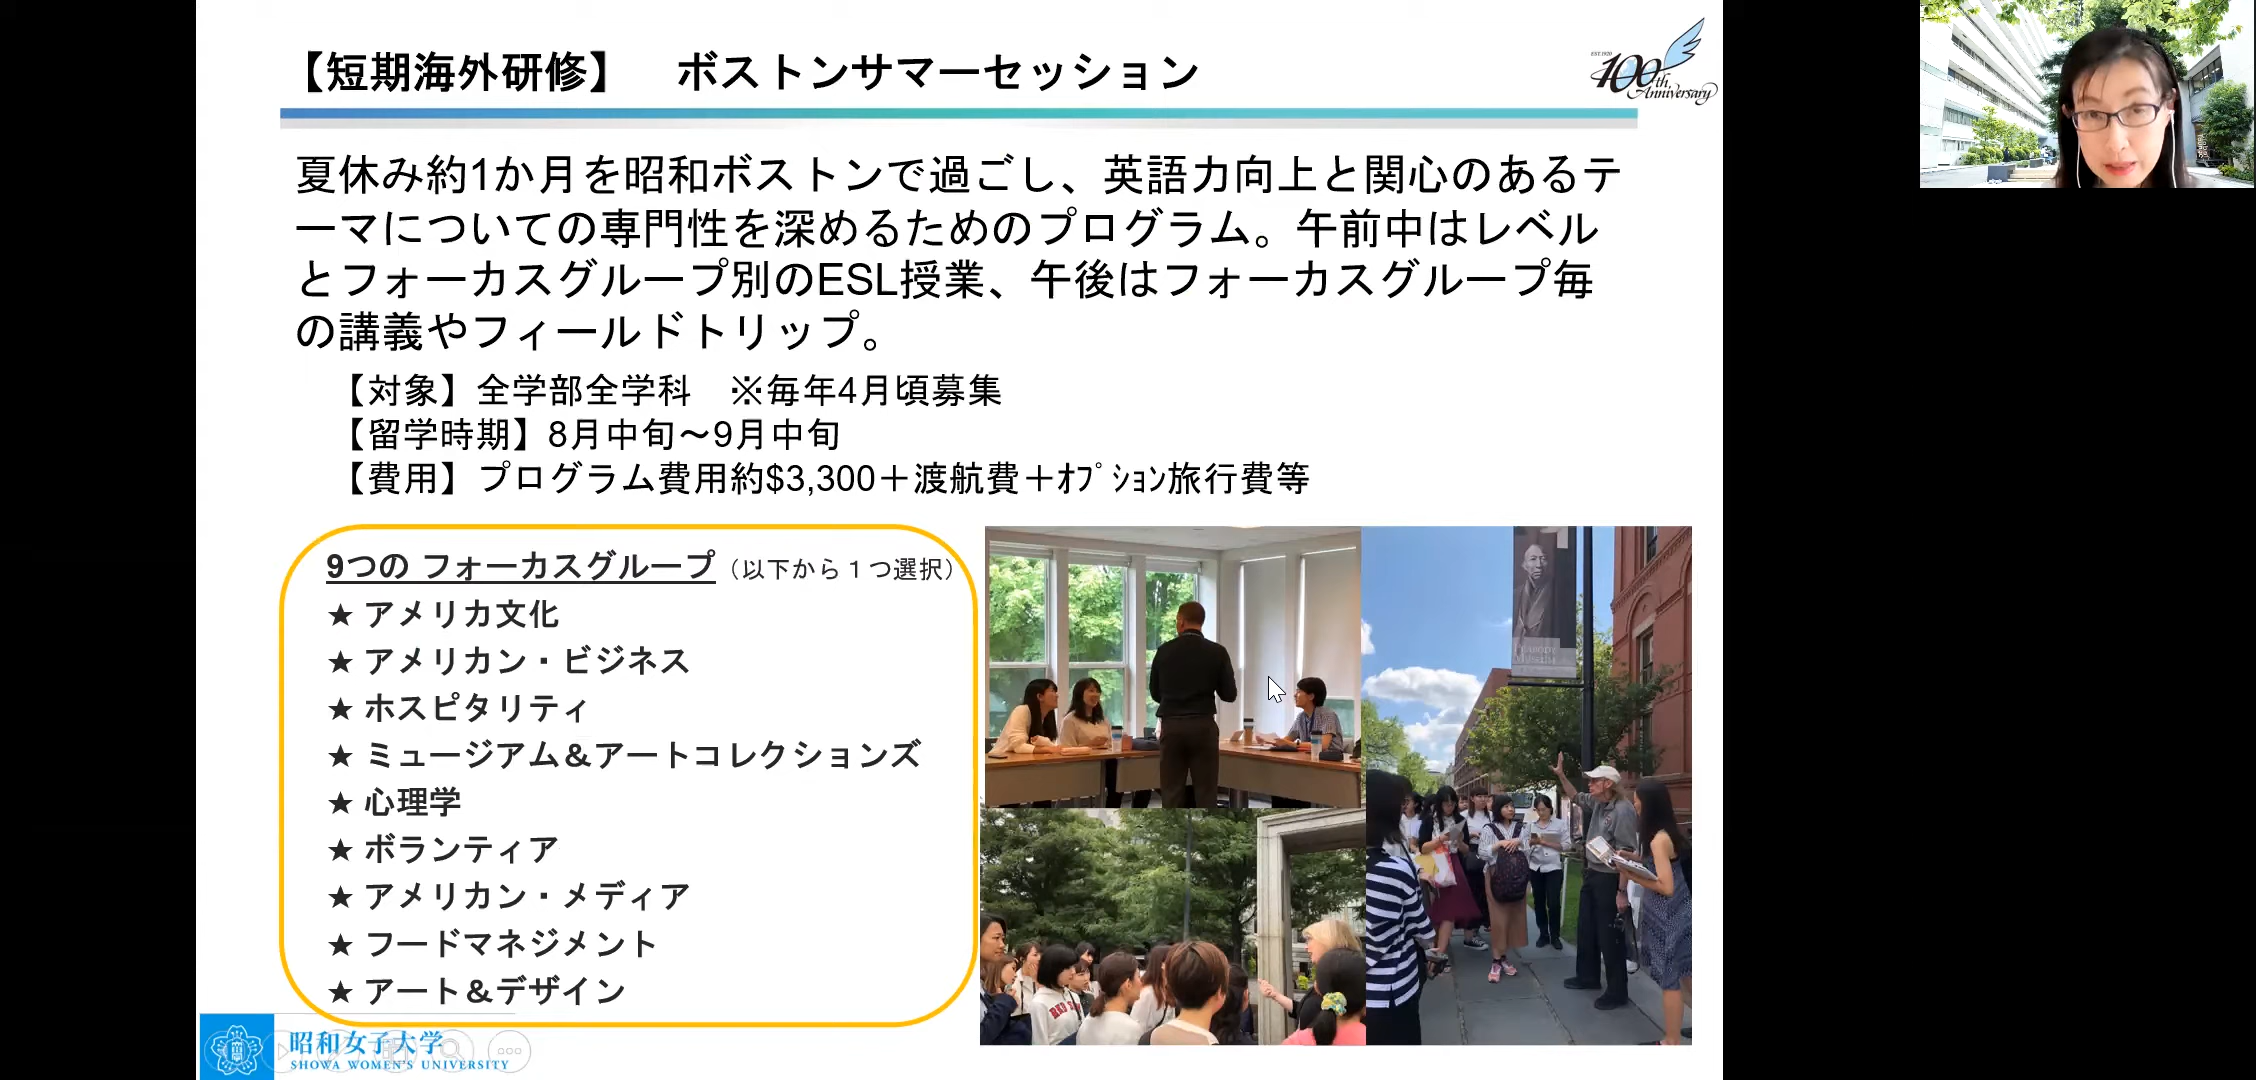 【短期海外研修】　ボストンサマーセッション
EST.1920
100th Anniversary
夏休み約1か月を昭和ボストンで過ごし、英語力向上と関心のあるテ
ーマについての専門性を深めるためのプログラム。午前中はレベル
とフォーカスグループ別のESL授業、午後はフォーカスグループ毎
の講義やフィールドトリップ。
【対象】全学部全学科　※毎年4月頃募集
【留学時期】8月中旬～9月中旬
【費用】プログラム費用約$3,300＋渡航費＋ｵﾌﾟｼｮﾝ旅行費等
9つの フォーカスグループ（以下から１つ選択）
★ アメリカ文化
★ アメリカン・ビジネス
★ ホスピタリティ
★ ミュージアム＆アートコレクションズ
★ 心理学
★ ボランティア
★ アメリカン・メディア
★ フードマネジメント
★ アート＆デザイン
PEABODY
MUSEUM
昭和女子大学
SHOWA WOMEN'S UNIVERSITY